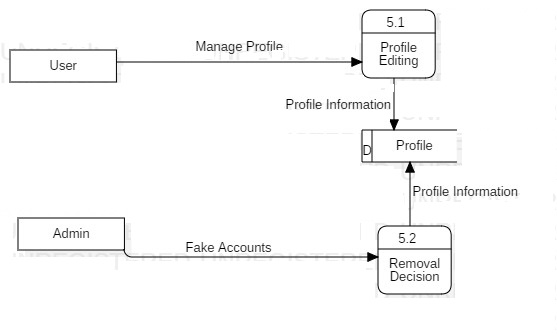 5.1
Manage Profile
Profile
Editing
User
Profile Information
D
Profile
Profile Information
Admin
5.2
Fake Accounts
Removal
Decision